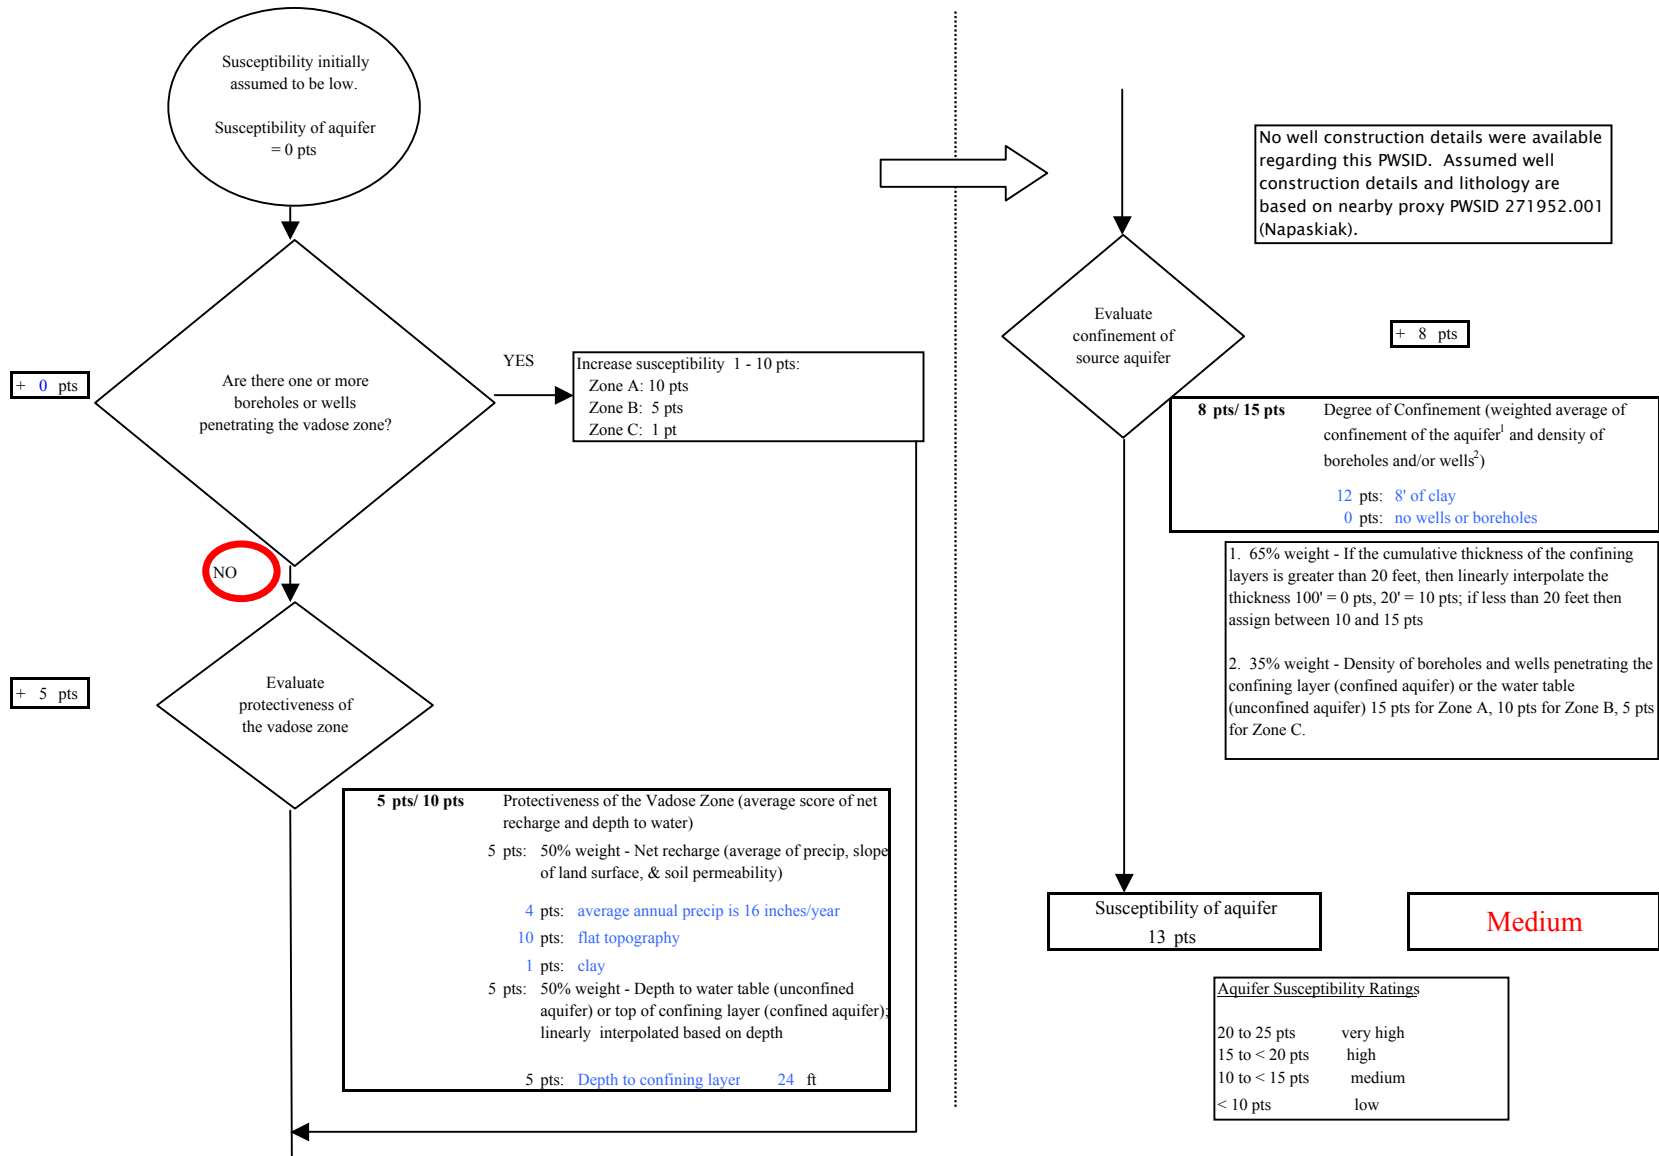 Susceptibility initially
assumed to be low.
Susceptibility of aquifer
= 0 pts
+ 0 pts
Are there one or more
boreholes or wells
penetrating the vadose zone?
YES
Increase susceptibility 1 - 10 pts:
Zone A: 10 pts
Zone B: 5 pts
Zone C: 1 pt
NO
+ 5 pts
Evaluate
protectiveness of
the vadose zone
5 pts/ 10 pts Protectiveness of the Vadose Zone (average score of net
recharge and depth to water)
5 pts: 50% weight - Net recharge (average of precip, slope
of land surface, & soil permeability)
4 pts: average annual precip is 16 inches/year
10 pts: flat topography
1 pts: clay
5 pts: 50% weight - Depth to water table (unconfined
aquifer) or top of confining layer (confined aquifer);
linearly interpolated based on depth
5 pts: Depth to confining layer 24 ft
No well construction details were available
regarding this PWSID. Assumed well
construction details and lithology are
based on nearby proxy PWSID 271952.001
(Napaskiak).
Evaluate
confinement of
source aquifer
+ 8 pts
8 pts/ 15 pts Degree of Confinement (weighted average of
confinement of the aquifer1 and density of
boreholes and/or wells2)
12 pts: 8' of clay
0 pts: no wells or boreholes
1. 65% weight - If the cumulative thickness of the confining
layers is greater than 20 feet, then linearly interpolate the
thickness 100' = 0 pts, 20' = 10 pts; if less than 20 feet then
assign between 10 and 15 pts
2. 35% weight - Density of boreholes and wells penetrating the
confining layer (confined aquifer) or the water table
(unconfined aquifer) 15 pts for Zone A, 10 pts for Zone B, 5 pts
for Zone C.
Susceptibility of aquifer
13 pts
Medium
Aquifer Susceptibility Ratings
20 to 25 pts very high
15 to < 20 pts high
10 to < 15 pts medium
< 10 pts low